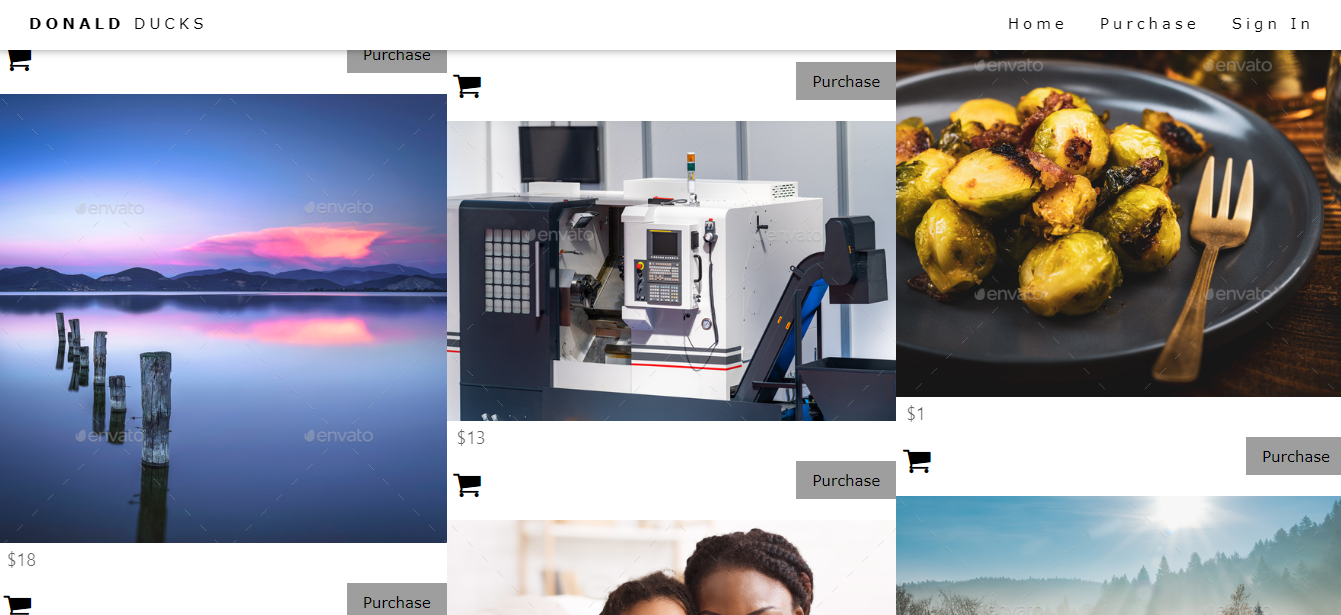 DONALD DUCKS
Home Purchase Sign In
Purchase
envato envato
envato envato
$18
Purchase
Purchase
envato envato
$13
Purchase
envato envato
envato envato
$1
Purchase
envato